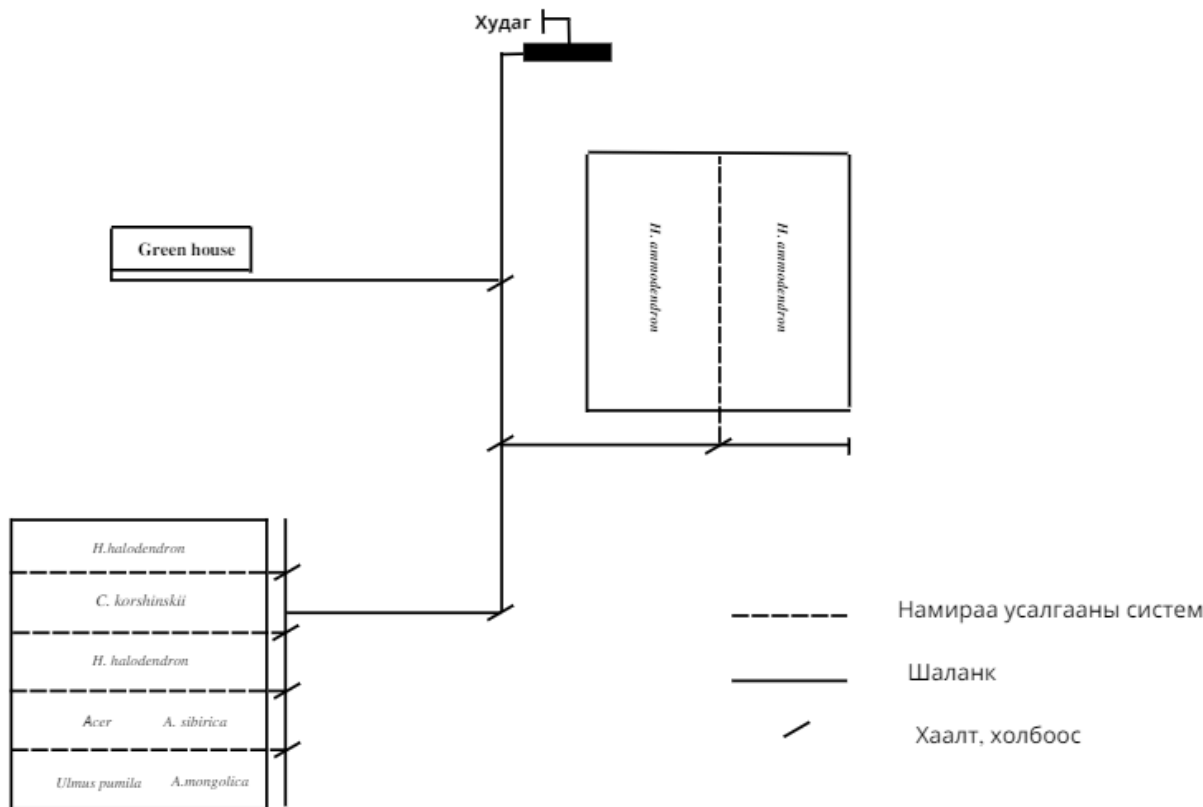 Худаг
Green house
H. ammodendron
H. ammodendron
H.halodendron
C. korshinskii
H. halodendron
Acer A. sibirica
Ulmus pumila A.mongolica
Намираа усалгааны систем
Шаланк
Хаалт, холбоос